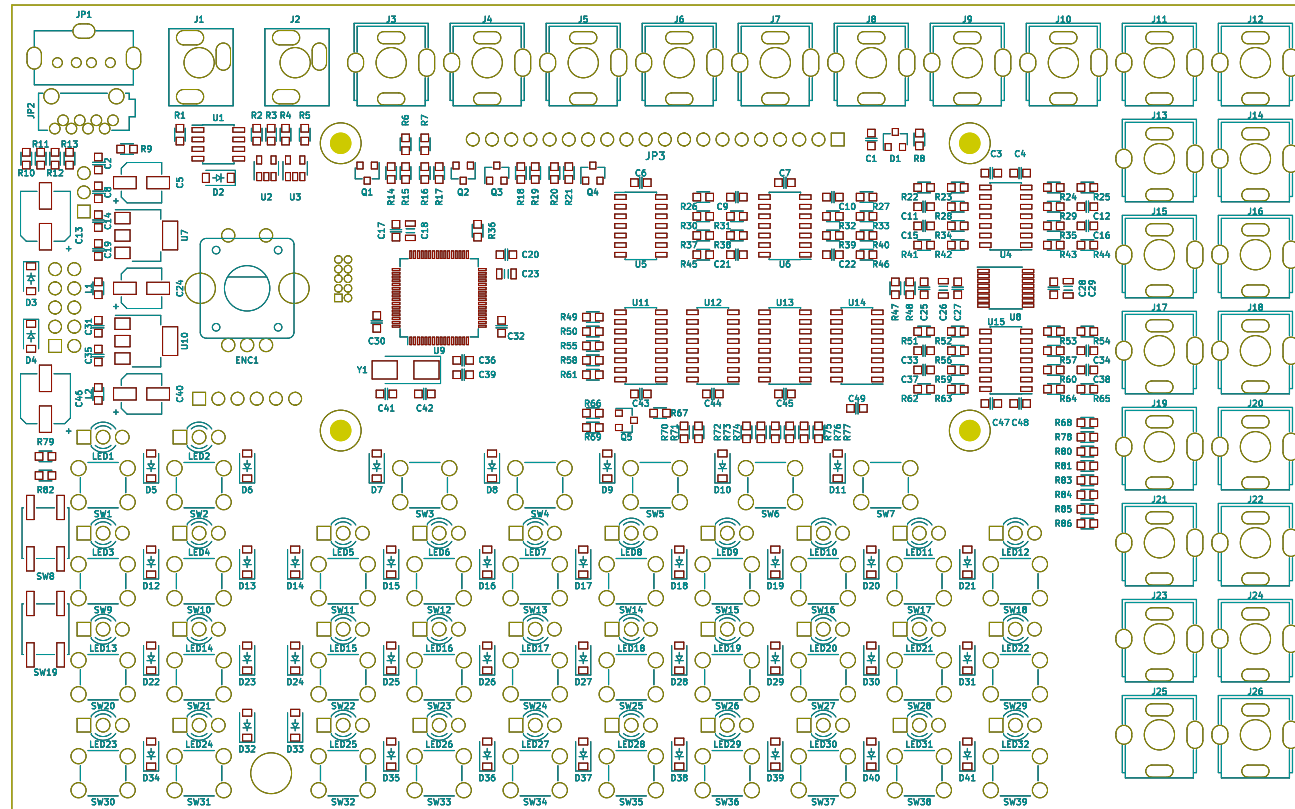 JP1 J1 J2 J3 J4 J5 J6 J7 J8 J9 J10 J11 J12
JP2
R1 U1 R2 R3 R4 R5 R6 R7 J13 J14
R11 R13 R9 JP3 C1 D1 R8
R10 R12 C2 D2 U2 U3 Q1 Q2 Q3 Q4 C6 C7 C3 C4
C8 C5 R14 R15 R16 R17 R18 R19 R20 R21 R22 R23 R24 R25
R26 C9 C10 R27 C11 R28 R29 C12
C13 C14 U7 C17 C18 R36 R30 R31 R32 R33 C15 R34 R35 C16 J15 J16
C19 R37 R38 R39 R40 R41 R42 R43 R44
C20 R45 U5 C21 U6 C22 R46 U4
C23
D3 L1 C24 R47 R48 C25 C26 C27 U8 C28 C29
U11 U12 U13 U14 U15 J17 J18
C31 C30 C32 R49 R50 R51 R52 R53 R54
D4 C35 U10 ENC1 U9 R55 C33 R56 R57 C34
Y1 C36 R58 C37 R59 R60 C38
C39 R61 R62 R63 R64 R65
C46 L2 C40 C41 C42 C43 C44 C45 C49 C47 C48 J19 J20
R66 R67 R68
R79 R69 Q5 R70 R71 R72 R73 R74 R75 R76 R77 R78
LED1 LED2 R80
R81
R82 D5 D6 D7 D8 D9 D10 D11 R83
R84 J21 J22
SW1 SW2 SW3 SW4 SW5 SW6 SW7 R85
R86
LED3 LED4 LED5 LED6 LED7 LED8 LED9 LED10 LED11 LED12
SW8 D12 D13 D14 D15 D16 D17 D18 D19 D20 D21
J23 J24
SW9 SW10 SW11 SW12 SW13 SW14 SW15 SW16 SW17 SW18
LED13 LED14 LED15 LED16 LED17 LED18 LED19 LED20 LED21 LED22
SW19 D22 D23 D24 D25 D26 D27 D28 D29 D30 D31
J25 J26
SW20 SW21 SW22 SW23 SW24 SW25 SW26 SW27 SW28 SW29
LED23 LED24 D32 D33 LED25 LED26 LED27 LED28 LED29 LED30 LED31 LED32
D34 D35 D36 D37 D38 D39 D40 D41
SW30 SW31 SW32 SW33 SW34 SW35 SW36 SW37 SW38 SW39